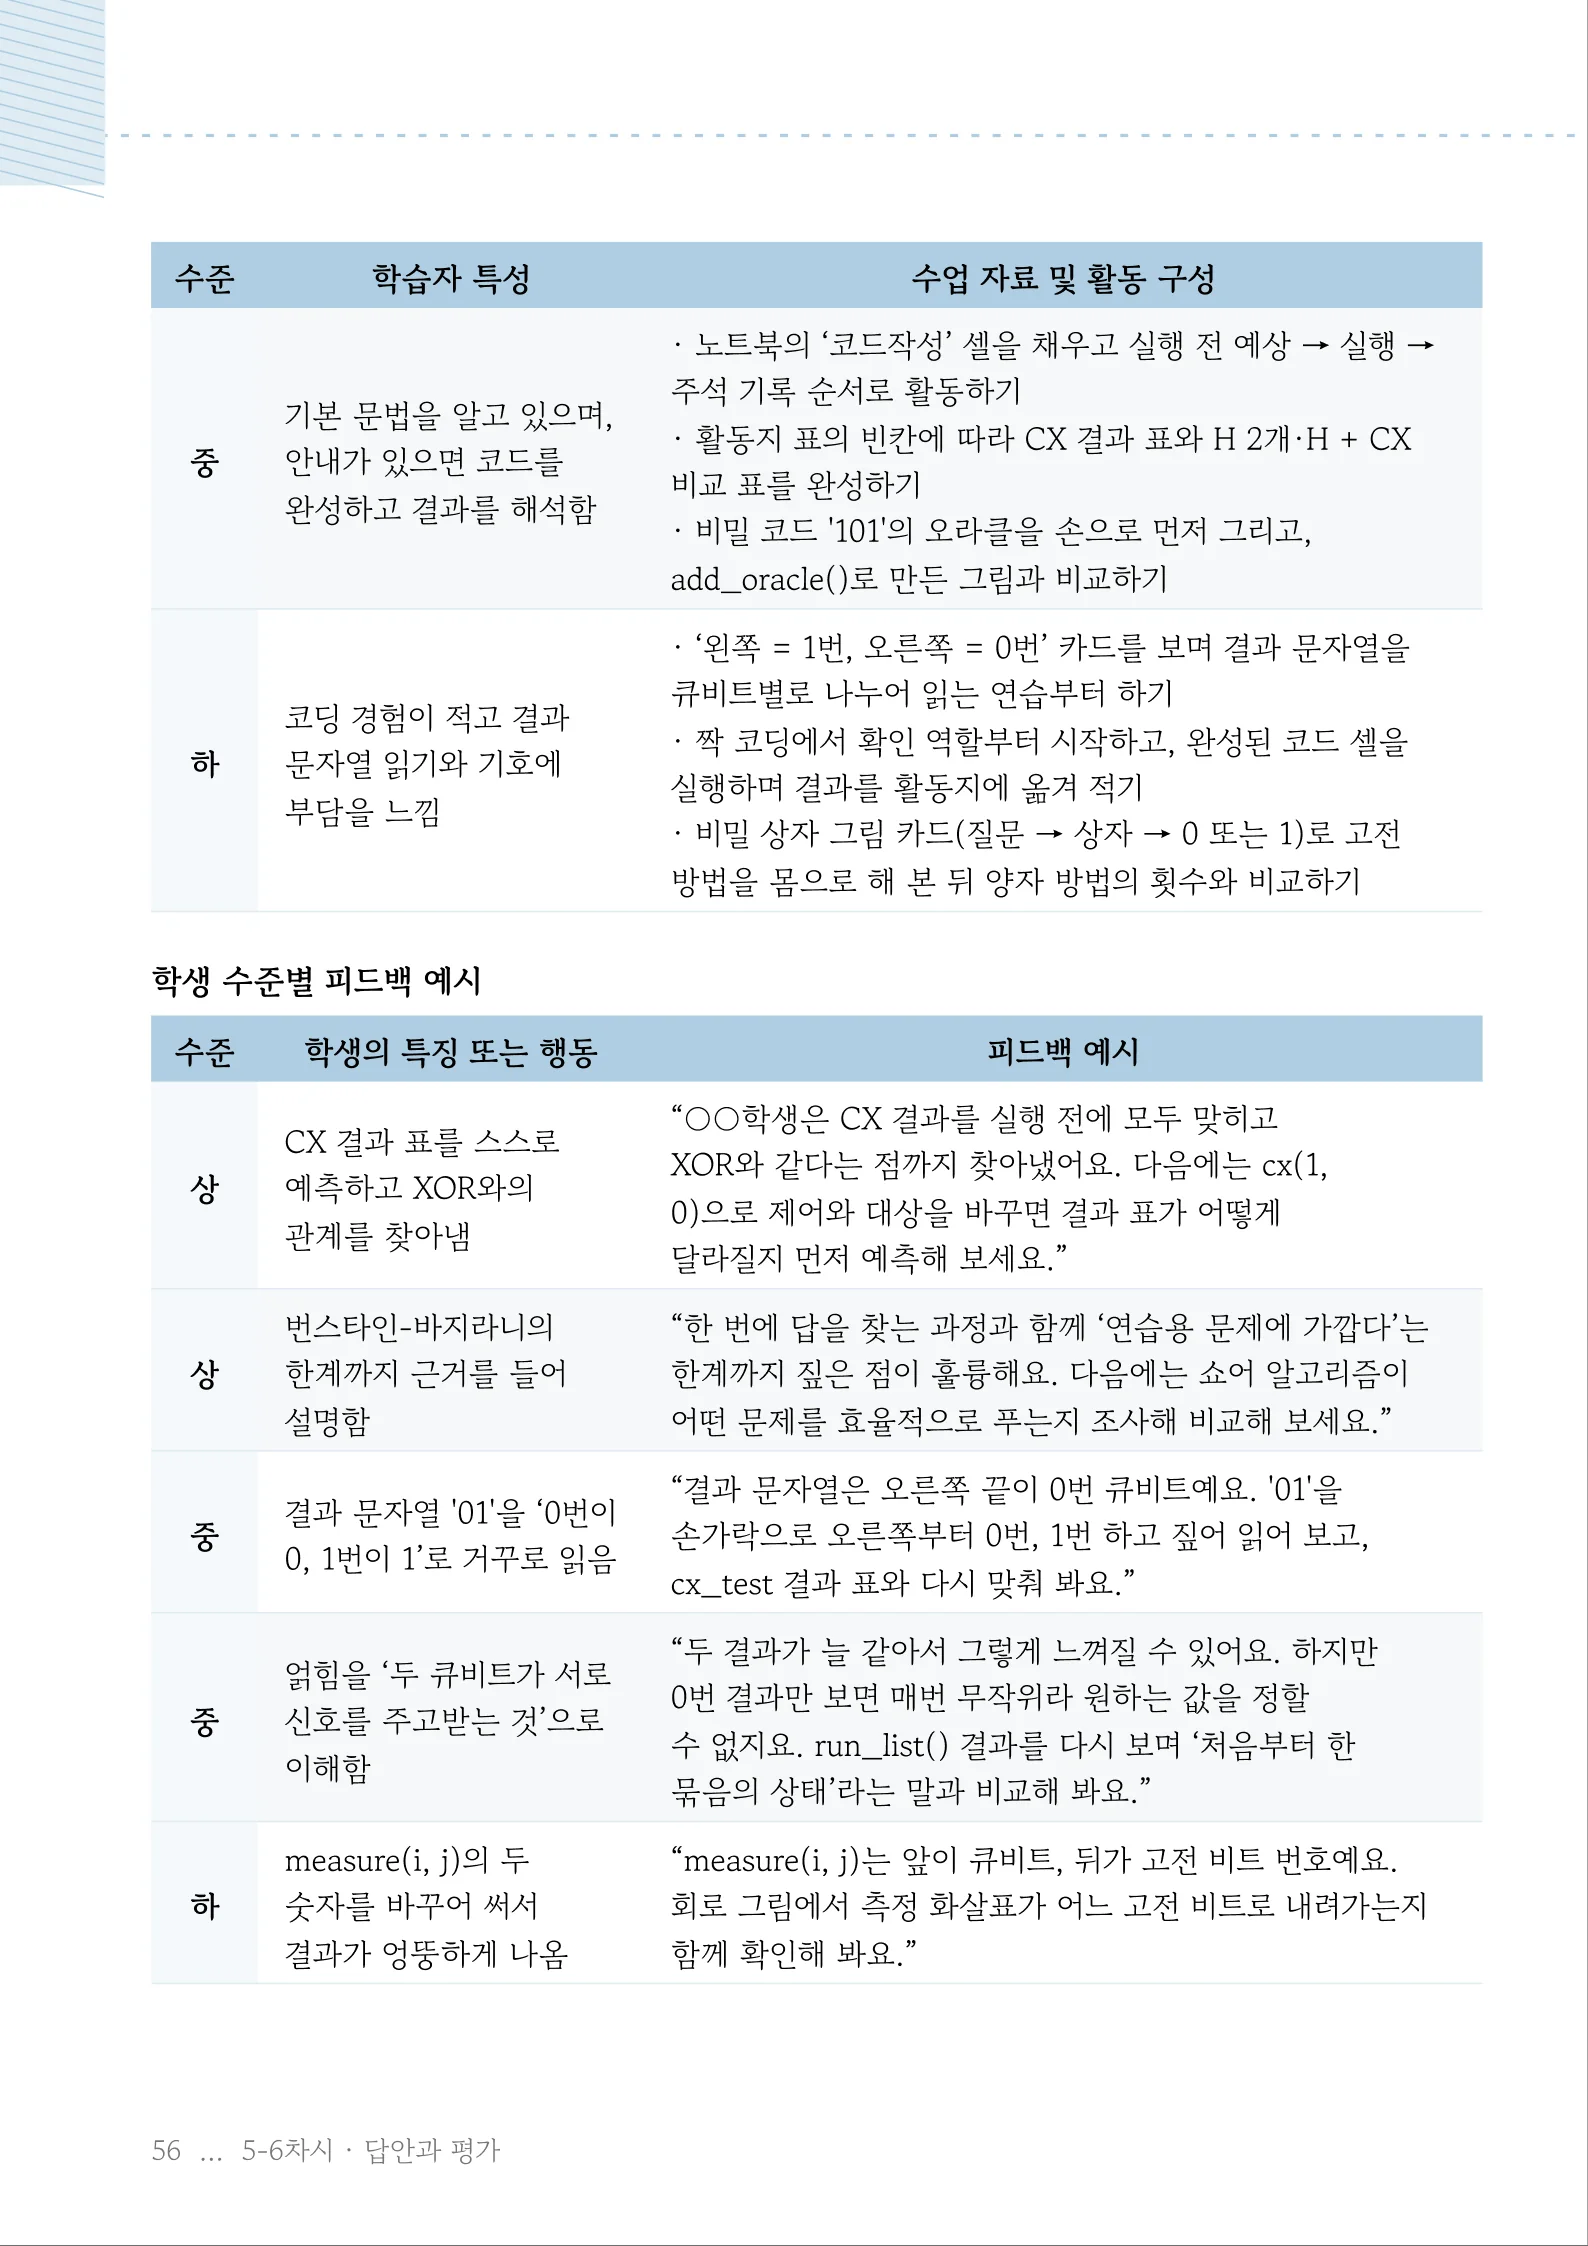 수준 학습자 특성 수업 자료 및 활동 구성
중
기본 문법을 알고 있으며,
안내가 있으면 코드를
완성하고 결과를 해석함
· 노트북의 ‘코드작성’ 셀을 채우고 실행 전 예상 → 실행 →
주석 기록 순서로 활동하기
· 활동지 표의 빈칸에 따라 CX 결과 표와 H 2개·H + CX
비교 표를 완성하기
· 비밀 코드 '101'의 오라클을 손으로 먼저 그리고,
add_oracle()로 만든 그림과 비교하기
하
코딩 경험이 적고 결과
문자열 읽기와 기호에
부담을 느낌
· ‘왼쪽 = 1번, 오른쪽 = 0번’ 카드를 보며 결과 문자열을
큐비트별로 나누어 읽는 연습부터 하기
· 짝 코딩에서 확인 역할부터 시작하고, 완성된 코드 셀을
실행하며 결과를 활동지에 옮겨 적기
· 비밀 상자 그림 카드(질문 → 상자 → 0 또는 1)로 고전
방법을 몸으로 해 본 뒤 양자 방법의 횟수와 비교하기
학생 수준별 피드백 예시
수준 학생의 특징 또는 행동 피드백 예시
상
CX 결과 표를 스스로
예측하고 XOR와의
관계를 찾아냄
“○○학생은 CX 결과를 실행 전에 모두 맞히고
XOR와 같다는 점까지 찾아냈어요. 다음에는 cx(1,
0)으로 제어와 대상을 바꾸면 결과 표가 어떻게
달라질지 먼저 예측해 보세요.”
상
번스타인-바지라니의
한계까지 근거를 들어
설명함
“한 번에 답을 찾는 과정과 함께 ‘연습용 문제에 가깝다’는
한계까지 짚은 점이 훌륭해요. 다음에는 쇼어 알고리즘이
어떤 문제를 효율적으로 푸는지 조사해 비교해 보세요.”
중
결과 문자열 '01'을 ‘0번이
0, 1번이 1’로 거꾸로 읽음
“결과 문자열은 오른쪽 끝이 0번 큐비트예요. '01'을
손가락으로 오른쪽부터 0번, 1번 하고 짚어 읽어 보고,
cx_test 결과 표와 다시 맞춰 봐요.”
중
얽힘을 ‘두 큐비트가 서로
신호를 주고받는 것’으로
이해함
“두 결과가 늘 같아서 그렇게 느껴질 수 있어요. 하지만
0번 결과만 보면 매번 무작위라 원하는 값을 정할
수 없지요. run_list() 결과를 다시 보며 ‘처음부터 한
묶음의 상태’라는 말과 비교해 봐요.”
하
measure(i, j)의 두
숫자를 바꾸어 써서
결과가 엉뚱하게 나옴
“measure(i, j)는 앞이 큐비트, 뒤가 고전 비트 번호예요.
회로 그림에서 측정 화살표가 어느 고전 비트로 내려가는지
함께 확인해 봐요.”
56 ... 5-6차시 · 답안과 평가